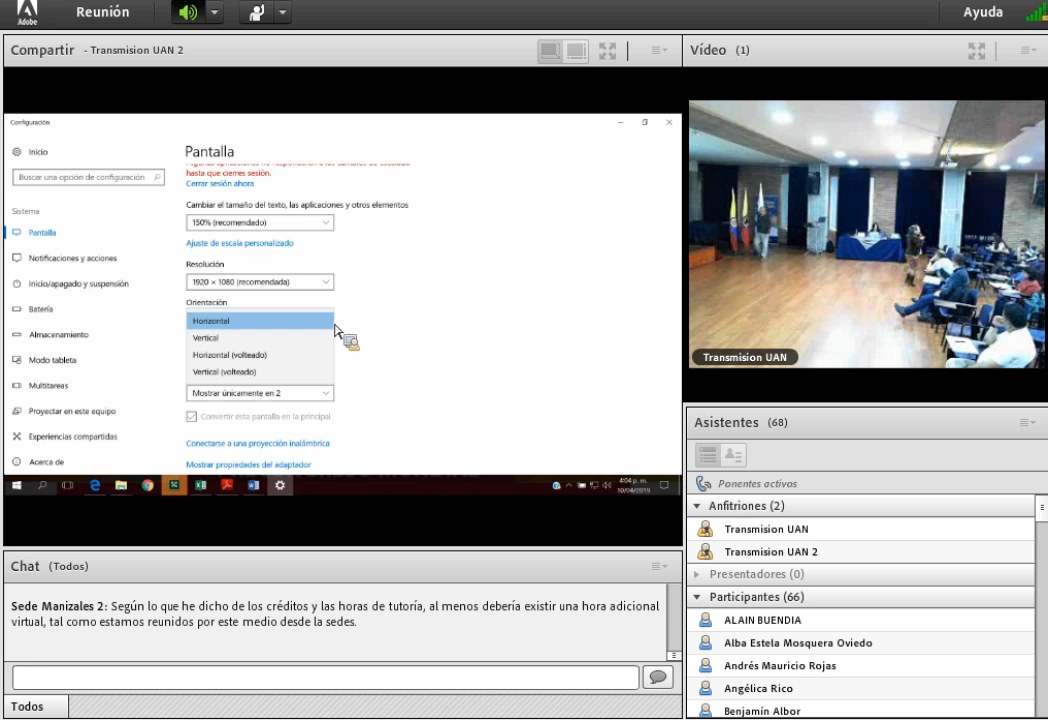 Adobe
Reunión
Ayuda
Compartir - Transmision UAN 2
Configuración
Inicio
Buscar una opción de configuración
Sistema
Pantalla
Notificaciones y acciones
Inicio/apagado y suspensión
Batería
Almacenamiento
Modo tableta
Multitareas
Proyectar en este equipo
Experiencias compartidas
Acerca de
Pantalla
hasta que cierres sesión.
Cerrar sesión ahora
Cambiar el tamaño del texto, las aplicaciones y otros elementos
150% (recomendado)
Ajuste de escala personalizado
Resolución
1920 × 1080 (recomendada)
Orientación
Horizontal
Vertical
Horizontal (volteado)
Vertical (volteado)
Mostrar únicamente en 2
Convertir esta pantalla en la principal
Conectarse a una proyección inalámbrica
Mostrar propiedades del adaptador
4:04 p. m.
10/04/2019
Chat (Todos)
Sede Manizales 2: Según lo que he dicho de los créditos y las horas de tutoría, al menos debería existir una hora adicional
virtual, tal como estamos reunidos por este medio desde la sedes.
Todos
Vídeo (1)
Transmision UAN
Asistentes (68)
Ponentes activos
Anfitriones (2)
Transmision UAN
Transmision UAN 2
Presentadores (0)
Participantes (66)
ALAIN BUENDIA
Alba Estela Mosquera Oviedo
Andrés Mauricio Rojas
Angélica Rico
Benjamín Albor